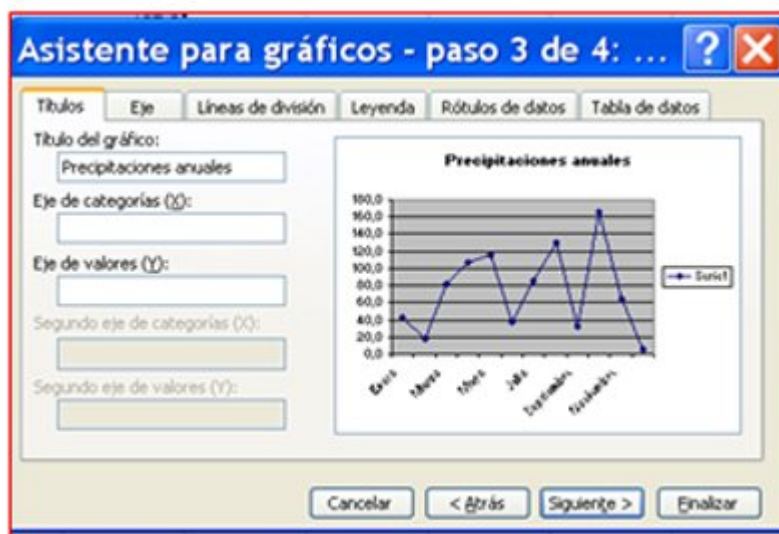 Asistente para gráficos - paso 3 de 4: ... ? X
Títulos Eje Líneas de división Leyenda Rótulos de datos Tabla de datos
Título del gráfico:
Precipitaciones anuales
Eje de categorías (X):
Eje de valores (Y):
Segundo eje de categorías (X):
Segundo eje de valores (Y):
Precipitaciones anuales
180,0
160,0
140,0
120,0
100,0
80,0
60,0
40,0
20,0
0,0
Enero Marzo Mayo Julio Septiembre Noviembre
Serie1
Cancelar < Atrás Siguiente > Finalizar